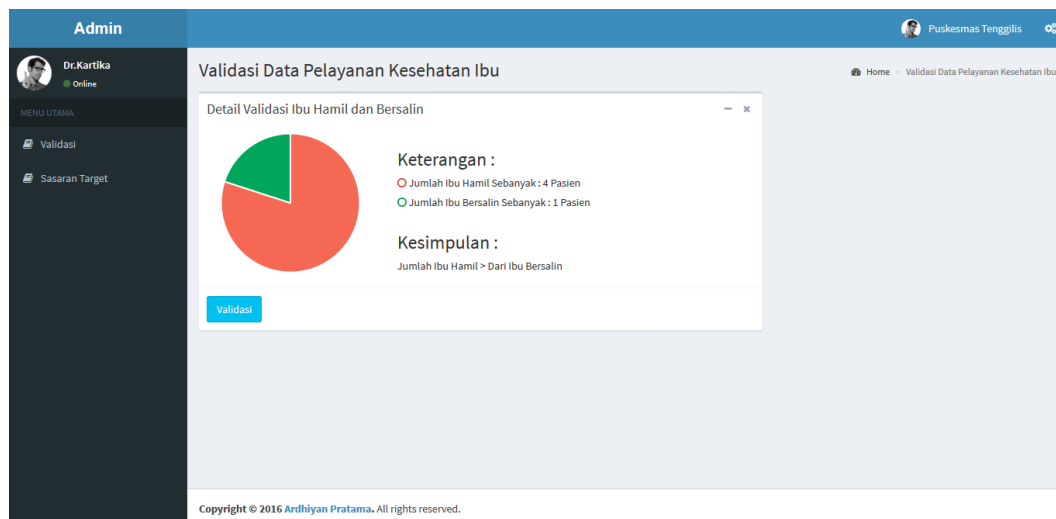 Admin
Puskesmas Tenggilis
Dr.Kartika
Online
MENU UTAMA
Validasi
Sasaran Target
Validasi Data Pelayanan Kesehatan Ibu
Home > Validasi Data Pelayanan Kesehatan Ibu
Detail Validasi Ibu Hamil dan Bersalin
Keterangan :
Jumlah Ibu Hamil Sebanyak : 4 Pasien
Jumlah Ibu Bersalin Sebanyak : 1 Pasien
Kesimpulan :
Jumlah Ibu Hamil > Dari Ibu Bersalin
Validasi
Copyright © 2016 Ardhiyan Pratama. All rights reserved.